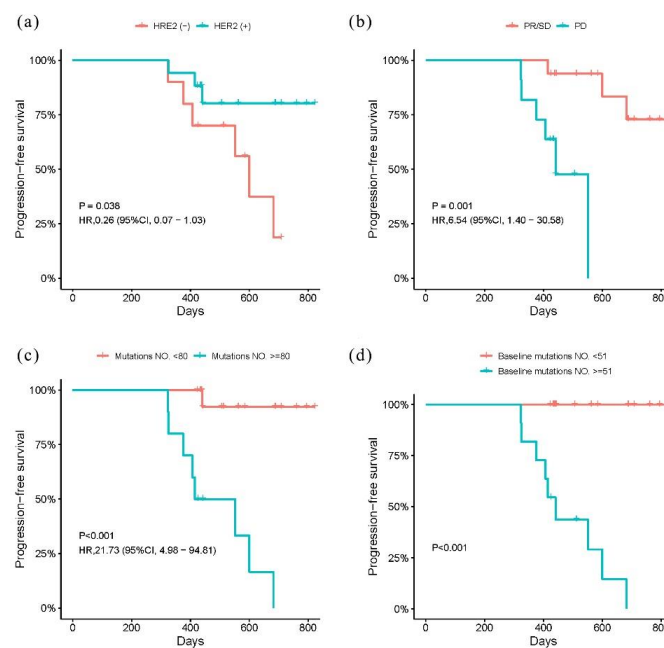 (a)
HRE2 (−) HER2 (+)
100%
75%
50%
25%
0%
Progression−free survival
P = 0.038
HR,0.26 (95%CI, 0.07 − 1.03)
0 200 400 600 800
Days
(b)
PR/SD PD
100%
75%
50%
25%
0%
Progression−free survival
P = 0.001
HR,6.54 (95%CI, 1.40 − 30.58)
0 200 400 600 800
Days
(c)
Mutations NO. <80 Mutations NO. >=80
100%
75%
50%
25%
0%
Progression−free survival
P<0.001
HR,21.73 (95%CI, 4.98 − 94.81)
0 200 400 600 800
Days
(d)
Baseline mutations NO. <51
Baseline mutations NO. >=51
100%
75%
50%
25%
0%
Progression−free survival
P<0.001
0 200 400 600 800
Days